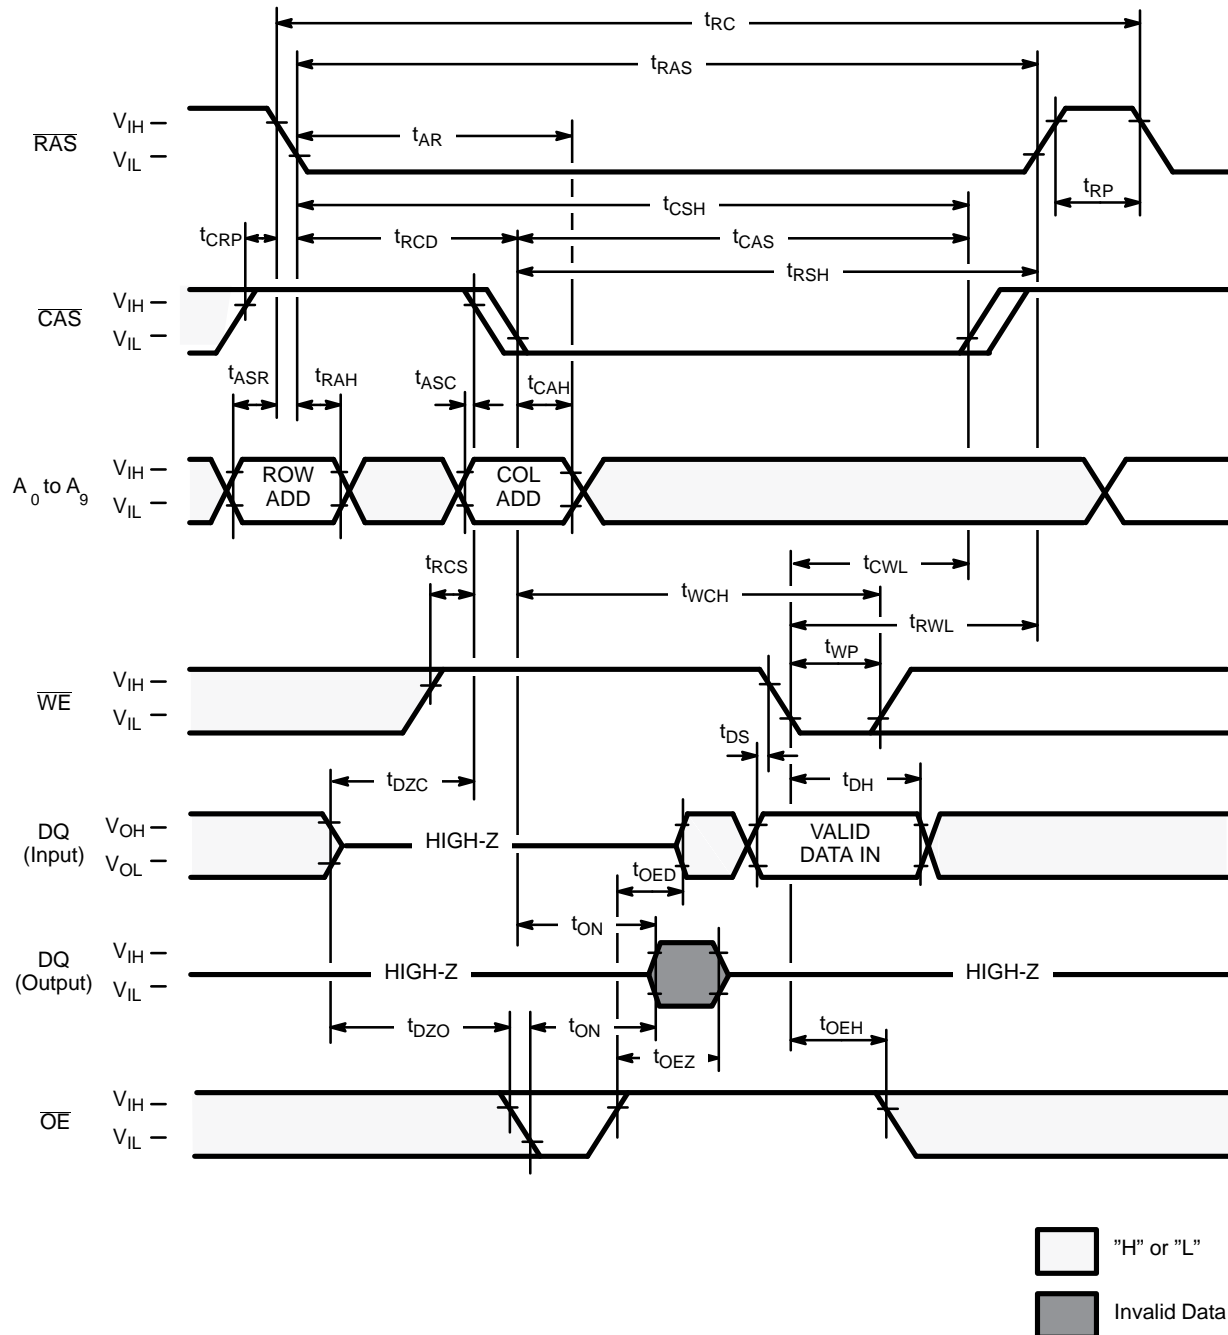 tRC
tRAS
RAS
VIH
VIL
tAR
tRP
tCSH
tCRP
tRCD
tCAS
tRSH
CAS
VIH
VIL
tASR
tRAH
tASC
tCAH
A0 to A9
VIH
VIL
ROW
ADD
COL
ADD
tRCS
tCWL
tWCH
tRWL
tWP
WE
VIH
VIL
tDS
tDZC
tDH
DQ
(Input)
VOH
VOL
HIGH-Z
VALID
DATA IN
tOED
tON
DQ
(Output)
VIH
VIL
HIGH-Z
HIGH-Z
tDZO
tON
tOEZ
tOEH
OE
VIH
VIL
”H” or ”L”
Invalid Data